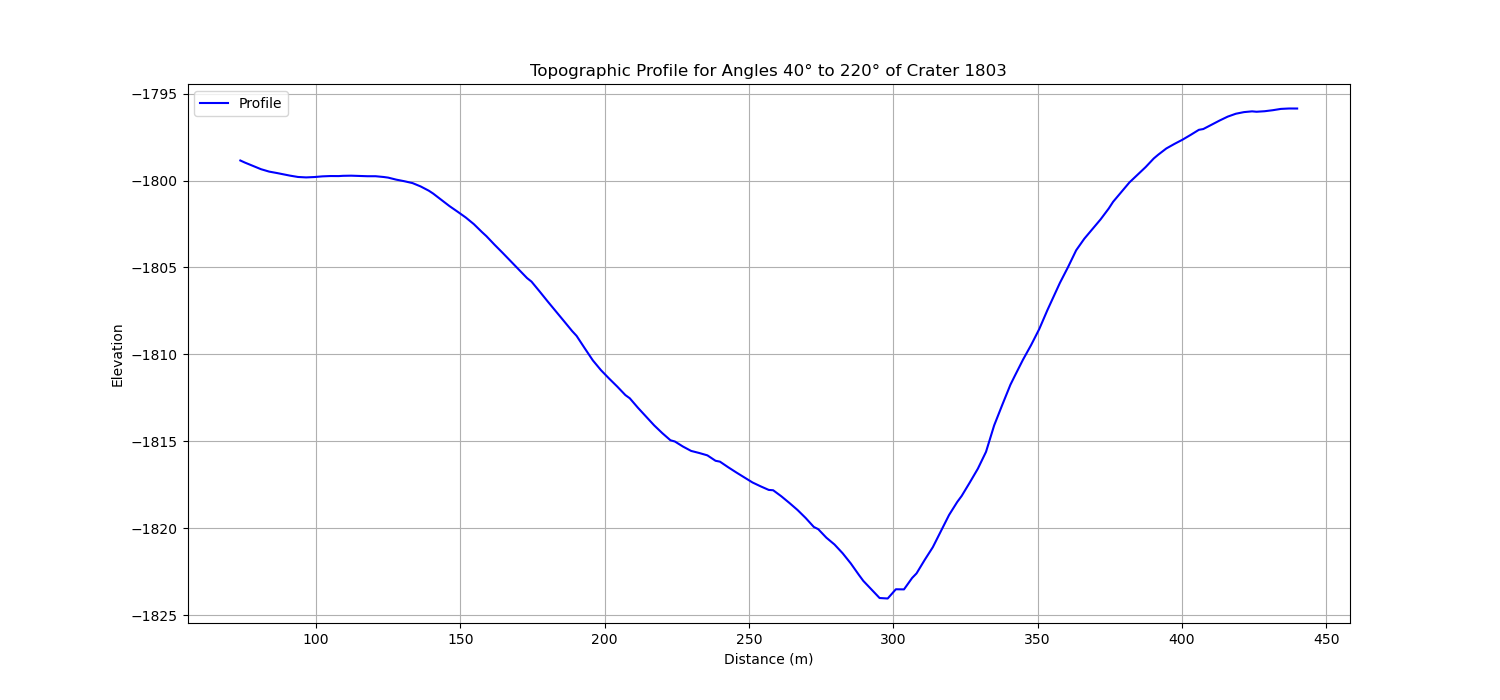 Topographic Profile for Angles 40° to 220° of Crater 1803
Profile
−1795
−1800
−1805
−1810
−1815
−1820
−1825
Elevation
100 150 200 250 300 350 400 450
Distance (m)